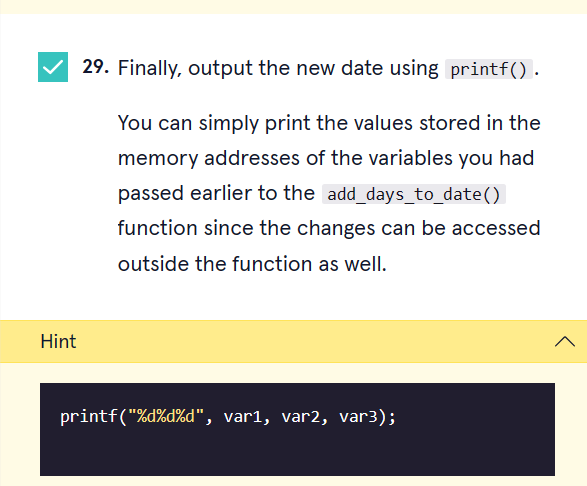 29. Finally, output the new date using printf().
You can simply print the values stored in the
memory addresses of the variables you had
passed earlier to the add_days_to_date()
function since the changes can be accessed
outside the function as well.
Hint
printf("%d%d%d", var1, var2, var3);